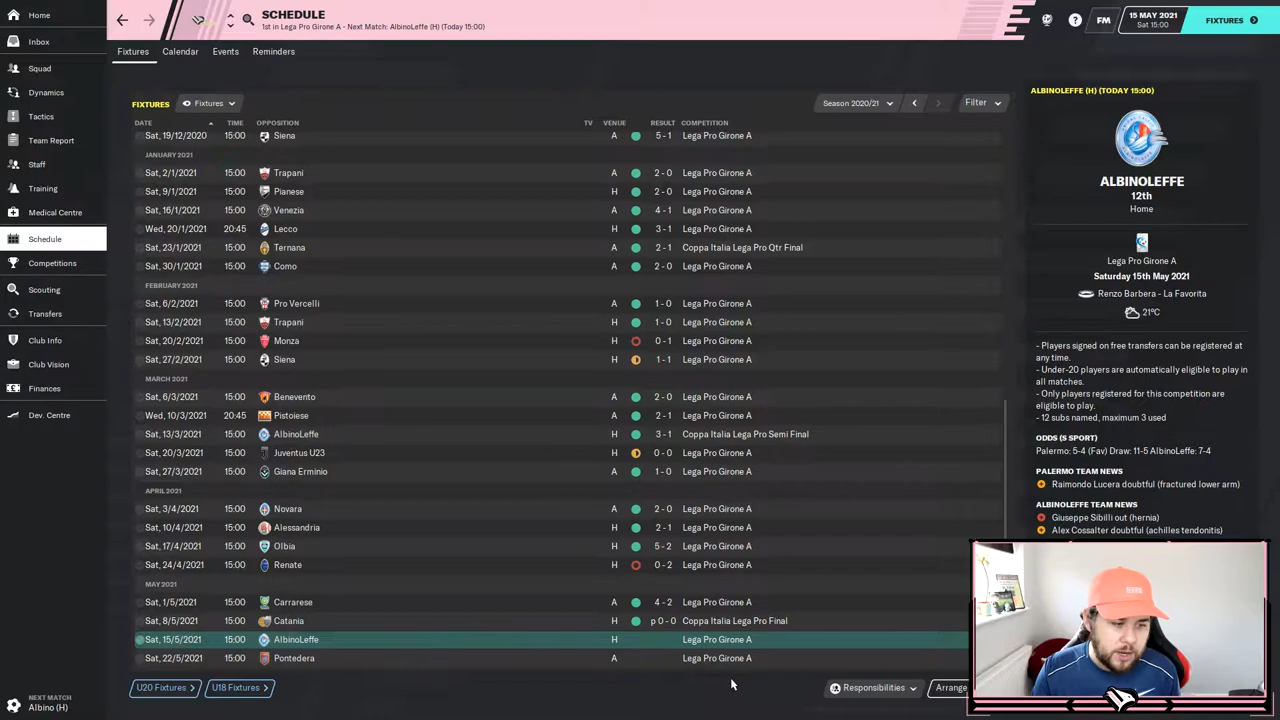 Home
Inbox
Squad
Dynamics
Tactics
Team Report
Staff
Training
Medical Centre
Schedule
Competitions
Scouting
Transfers
Club Info
Club Vision
Finances
Dev. Centre
NEXT MATCH
Albino (H)
SCHEDULE
1st in Lega Pro Girone A - Next Match: AlbinoLeffe (H) (Today 15:00)
? FM 15 MAY 2021 Sat 15:00 FIXTURES
Fixtures Calendar Events Reminders
FIXTURES Fixtures Season 2020/21 Filter
DATE TIME OPPOSITION TV VENUE RESULT COMPETITION
Sat, 19/12/2020 15:00 Siena A 5 - 1 Lega Pro Girone A
JANUARY 2021
Sat, 2/1/2021 15:00 Trapani A 2 - 0 Lega Pro Girone A
Sat, 9/1/2021 15:00 Pianese H 2 - 0 Lega Pro Girone A
Sat, 16/1/2021 15:00 Venezia A 4 - 1 Lega Pro Girone A
Wed, 20/1/2021 20:45 Lecco H 3 - 1 Lega Pro Girone A
Sat, 23/1/2021 15:00 Ternana A 2 - 1 Coppa Italia Lega Pro Qtr Final
Sat, 30/1/2021 15:00 Como A 2 - 0 Lega Pro Girone A
FEBRUARY 2021
Sat, 6/2/2021 15:00 Pro Vercelli A 1 - 0 Lega Pro Girone A
Sat, 13/2/2021 15:00 Trapani H 1 - 0 Lega Pro Girone A
Sat, 20/2/2021 15:00 Monza H 0 - 1 Lega Pro Girone A
Sat, 27/2/2021 15:00 Siena H 1 - 1 Lega Pro Girone A
MARCH 2021
Sat, 6/3/2021 15:00 Benevento A 2 - 0 Lega Pro Girone A
Wed, 10/3/2021 20:45 Pistoiese H 2 - 1 Lega Pro Girone A
Sat, 13/3/2021 15:00 AlbinoLeffe H 3 - 1 Coppa Italia Lega Pro Semi Final
Sat, 20/3/2021 15:00 Juventus U23 H 0 - 0 Lega Pro Girone A
Sat, 27/3/2021 15:00 Giana Erminio A 1 - 0 Lega Pro Girone A
APRIL 2021
Sat, 3/4/2021 15:00 Novara A 2 - 0 Lega Pro Girone A
Sat, 10/4/2021 15:00 Alessandria H 2 - 1 Lega Pro Girone A
Sat, 17/4/2021 15:00 Olbia A 5 - 2 Lega Pro Girone A
Sat, 24/4/2021 15:00 Renate H 0 - 2 Lega Pro Girone A
MAY 2021
Sat, 1/5/2021 15:00 Carrarese A 4 - 2 Lega Pro Girone A
Sat, 8/5/2021 15:00 Catania H p 0 - 0 Coppa Italia Lega Pro Final
Sat, 15/5/2021 15:00 AlbinoLeffe H Lega Pro Girone A
Sat, 22/5/2021 15:00 Pontedera A Lega Pro Girone A
U20 Fixtures U18 Fixtures Responsibilities Arrange
ALBINOLEFFE (H) (TODAY 15:00)
ALBINOLEFFE
12th
Home
Lega Pro Girone A
Saturday 15th May 2021
Renzo Barbera - La Favorita
21°C
- Players signed on free transfers can be registered at
any time.
- Under-20 players are automatically eligible to play in
all matches.
- Only players registered for this competition are
eligible to play.
- 12 subs named, maximum 3 used
ODDS (S SPORT)
Palermo: 5-4 (Fav) Draw: 11-5 AlbinoLeffe: 7-4
PALERMO TEAM NEWS
Raimondo Lucera doubtful (fractured lower arm)
ALBINOLEFFE TEAM NEWS
Giuseppe Sibilli out (hernia)
Alex Cossalter doubtful (achilles tendonitis)